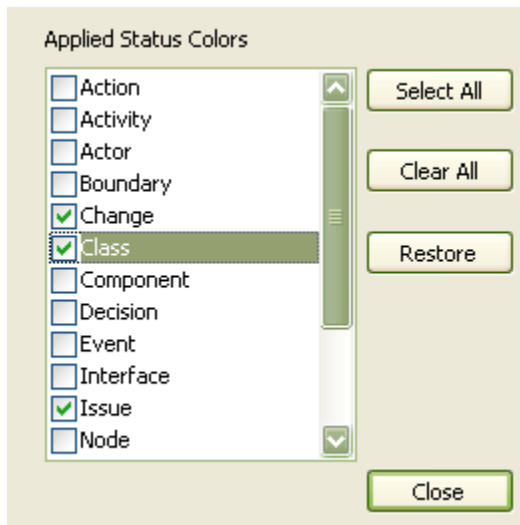 Applied Status Colors
Action
Activity
Actor
Boundary
Change
Class
Component
Decision
Event
Interface
Issue
Node
Select All
Clear All
Restore
Close